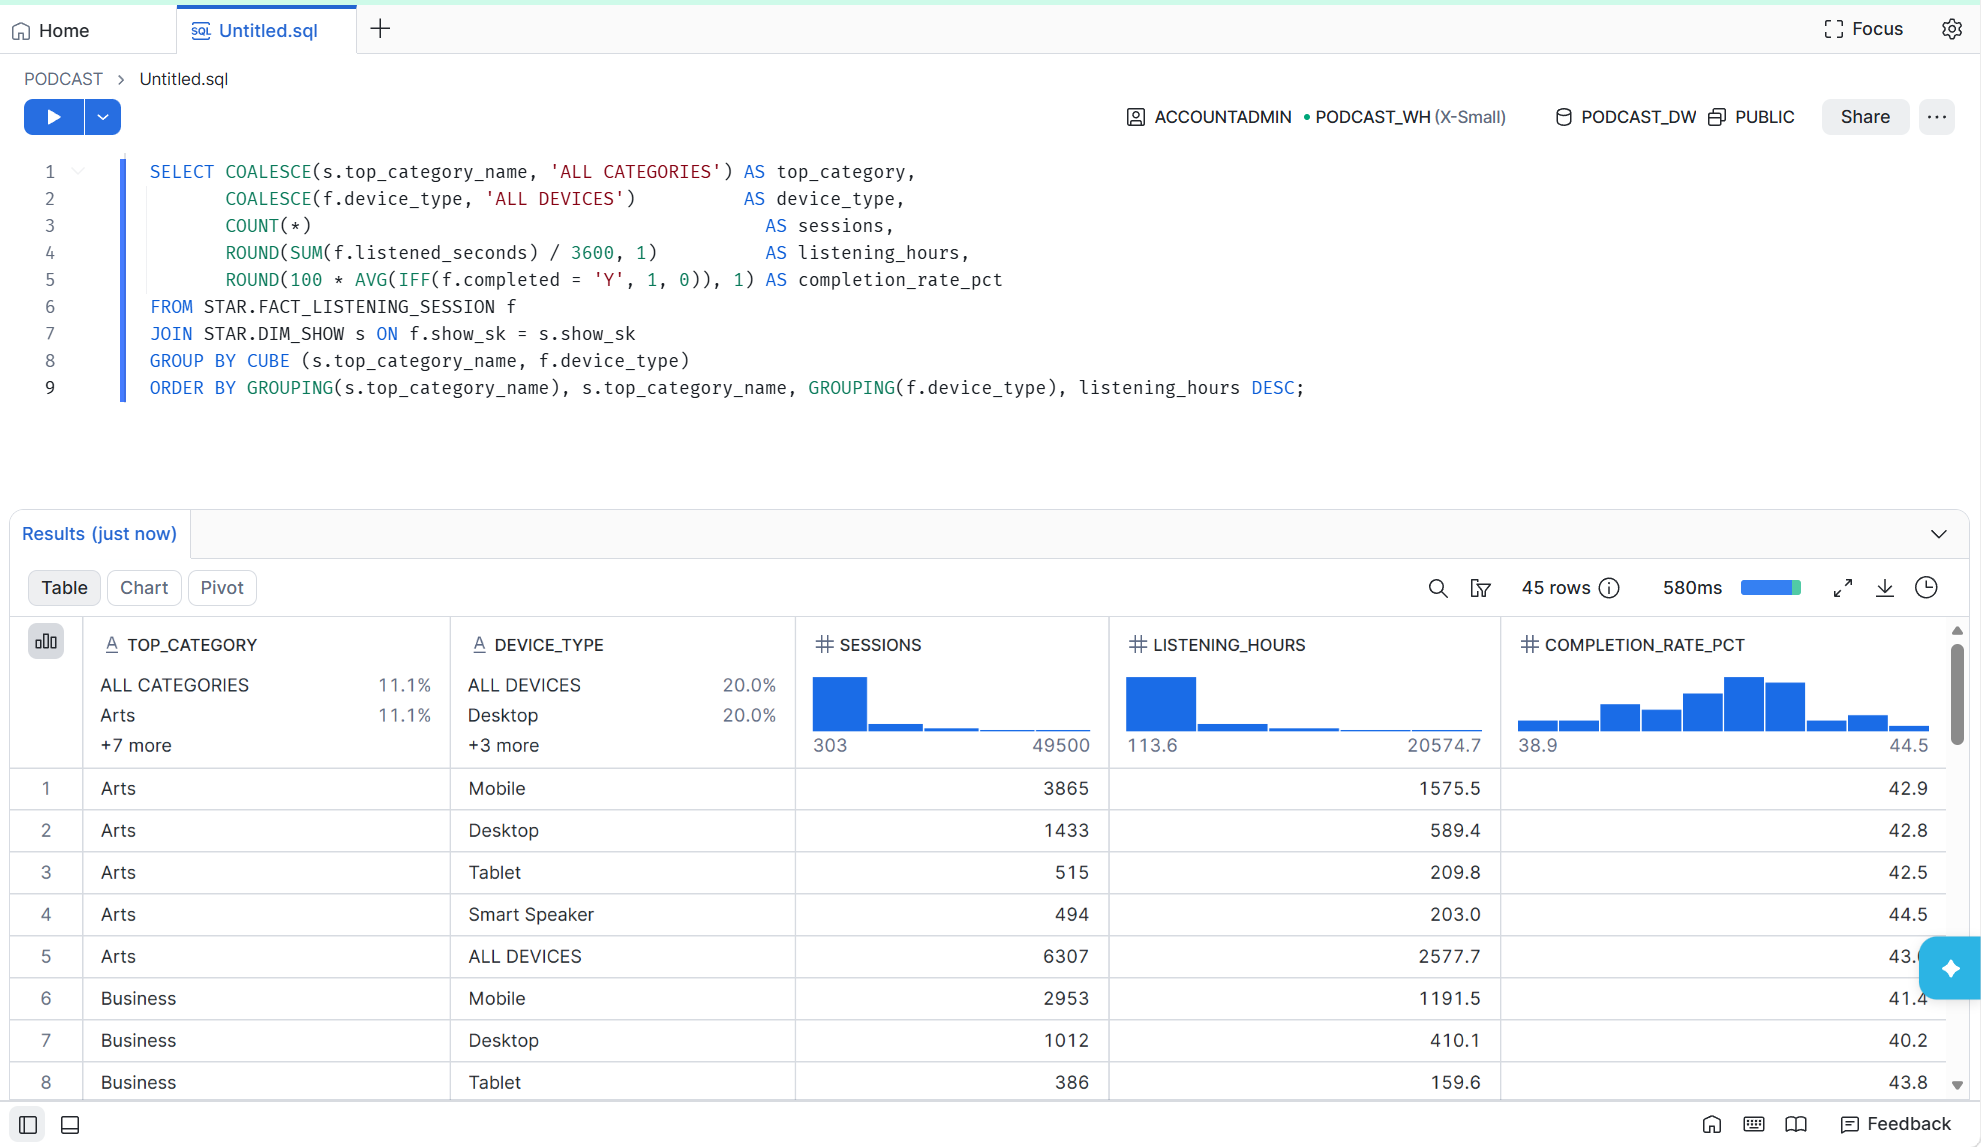 Home
SQL Untitled.sql
Focus
PODCAST > Untitled.sql
ACCOUNTADMIN PODCAST_WH (X-Small) PODCAST_DW PUBLIC Share
1 SELECT COALESCE(s.top_category_name, 'ALL CATEGORIES') AS top_category,
2 COALESCE(f.device_type, 'ALL DEVICES') AS device_type,
3 COUNT(*) AS sessions,
4 ROUND(SUM(f.listened_seconds) / 3600, 1) AS listening_hours,
5 ROUND(100 * AVG(IFF(f.completed = 'Y', 1, 0)), 1) AS completion_rate_pct
6 FROM STAR.FACT_LISTENING_SESSION f
7 JOIN STAR.DIM_SHOW s ON f.show_sk = s.show_sk
8 GROUP BY CUBE (s.top_category_name, f.device_type)
9 ORDER BY GROUPING(s.top_category_name), s.top_category_name, GROUPING(f.device_type), listening_hours DESC;
Results (just now)
Table Chart Pivot 45 rows 580ms
TOP_CATEGORY DEVICE_TYPE SESSIONS LISTENING_HOURS COMPLETION_RATE_PCT
ALL CATEGORIES 11.1% ALL DEVICES 20.0%
Arts 11.1% Desktop 20.0%
+7 more +3 more 303 49500 113.6 20574.7 38.9 44.5
1 Arts Mobile 3865 1575.5 42.9
2 Arts Desktop 1433 589.4 42.8
3 Arts Tablet 515 209.8 42.5
4 Arts Smart Speaker 494 203.0 44.5
5 Arts ALL DEVICES 6307 2577.7 43.
6 Business Mobile 2953 1191.5 41.4
7 Business Desktop 1012 410.1 40.2
8 Business Tablet 386 159.6 43.8
Feedback